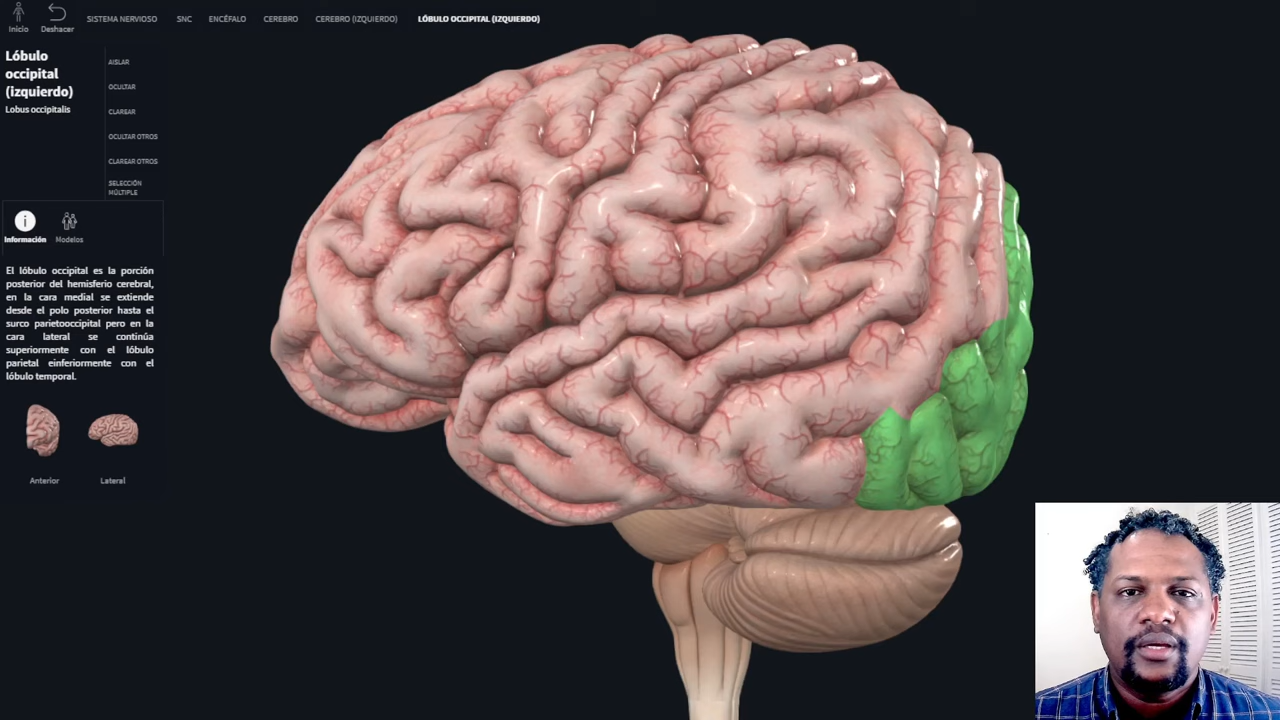 Inicio
Deshacer
SISTEMA NERVIOSO
SNC
ENCÉFALO
CEREBRO
CEREBRO (IZQUIERDO)
LÓBULO OCCIPITAL (IZQUIERDO)
Lóbulo
occipital
(izquierdo)
Lobus occipitalis
AISLAR
OCULTAR
CLAREAR
OCULTAR OTROS
CLAREAR OTROS
SELECCIÓN
MÚLTIPLE
i
Información
Modelos
El lóbulo occipital es la porción
posterior del hemisferio cerebral,
en la cara medial se extiende
desde el polo posterior hasta el
surco parietooccipital pero en la
cara lateral se continúa
superiormente con el lóbulo
parietal einferiormente con el
lóbulo temporal.
Anterior
Lateral